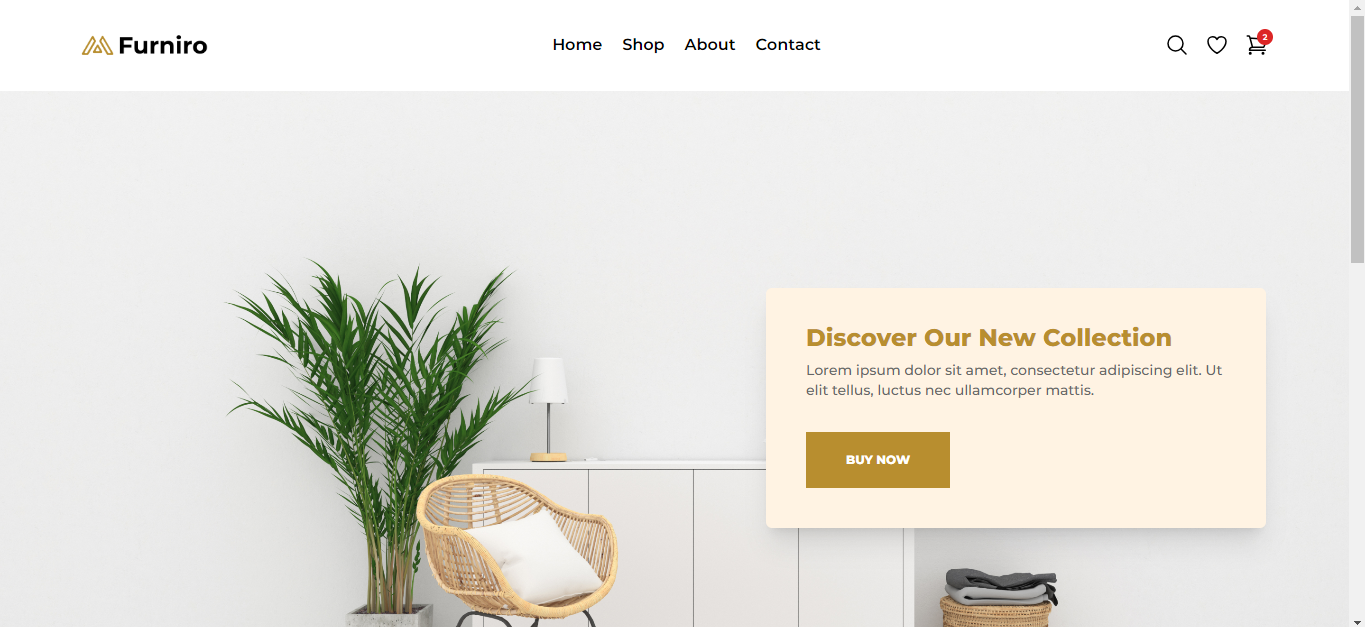 Furniro
Home Shop About Contact
2
Discover Our New Collection
Lorem ipsum dolor sit amet, consectetur adipiscing elit. Ut
elit tellus, luctus nec ullamcorper mattis.
BUY NOW